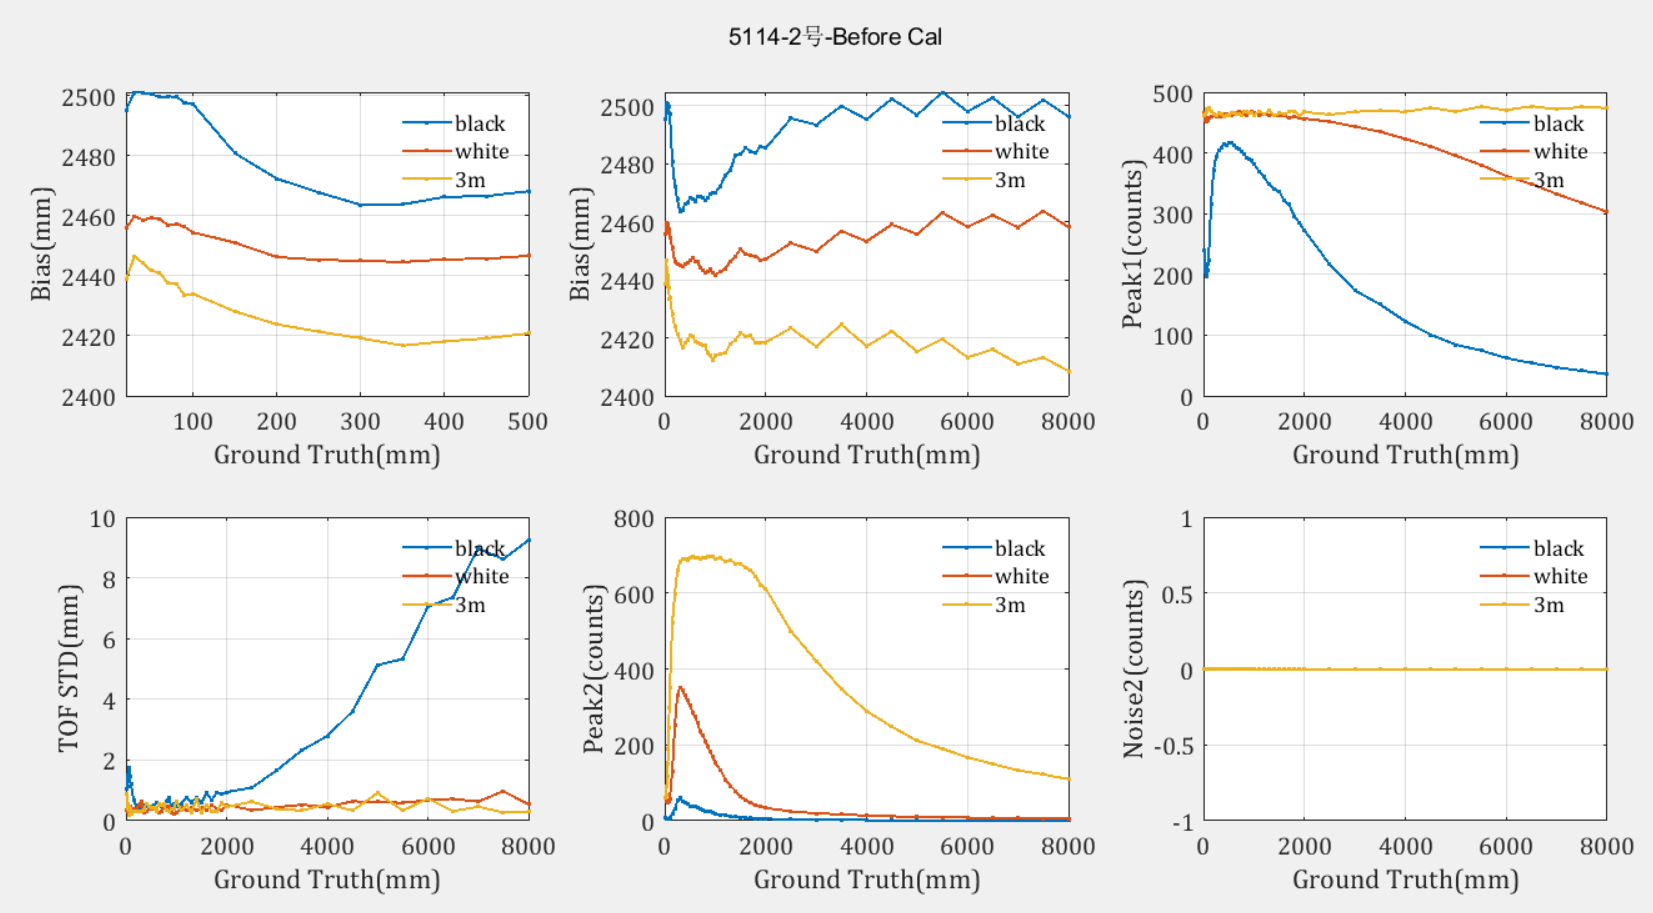 5114-2号-Before Cal
2500
2480
2460
2440
2420
2400
Bias(mm)
100 200 300 400 500
Ground Truth(mm)
black
white
3m
2500
2480
2460
2440
2420
2400
Bias(mm)
0 2000 4000 6000 8000
Ground Truth(mm)
black
white
3m
500
400
300
200
100
0
Peak1(counts)
0 2000 4000 6000 8000
Ground Truth(mm)
black
white
3m
10
8
6
4
2
0
TOF STD(mm)
0 2000 4000 6000 8000
Ground Truth(mm)
black
white
3m
800
600
400
200
0
Peak2(counts)
0 2000 4000 6000 8000
Ground Truth(mm)
black
white
3m
1
0.5
0
-0.5
-1
Noise2(counts)
0 2000 4000 6000 8000
Ground Truth(mm)
black
white
3m